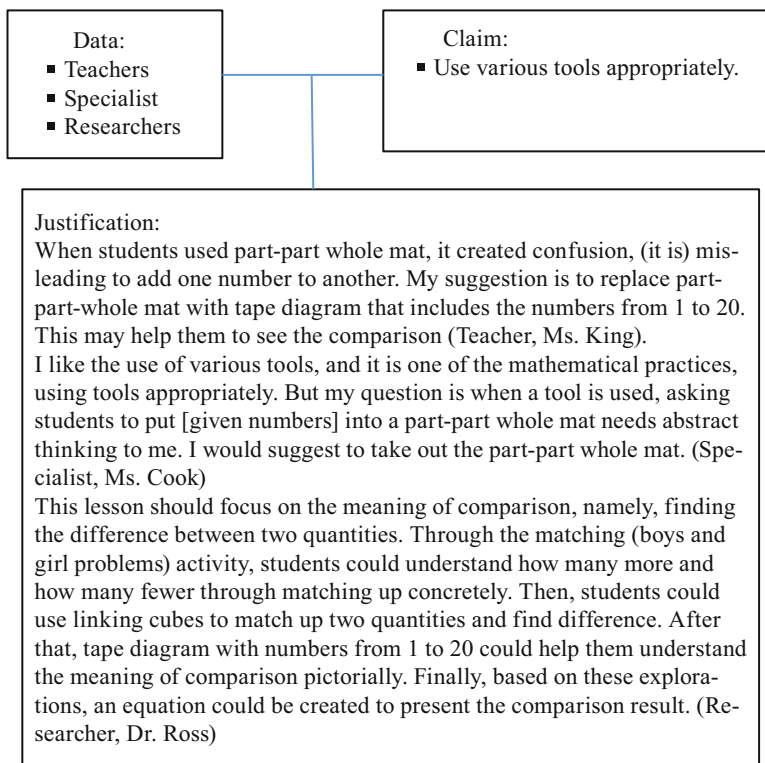 Data:
▪ Teachers
▪ Specialist
▪ Researchers
Claim:
▪ Use various tools appropriately.
Justification:
When students used part-part whole mat, it created confusion, (it is) mis-
leading to add one number to another. My suggestion is to replace part-
part-whole mat with tape diagram that includes the numbers from 1 to 20.
This may help them to see the comparison (Teacher, Ms. King).
I like the use of various tools, and it is one of the mathematical practices,
using tools appropriately. But my question is when a tool is used, asking
students to put [given numbers] into a part-part whole mat needs abstract
thinking to me. I would suggest to take out the part-part whole mat. (Spe-
cialist, Ms. Cook)
This lesson should focus on the meaning of comparison, namely, finding
the difference between two quantities. Through the matching (boys and
girl problems) activity, students could understand how many more and
how many fewer through matching up concretely. Then, students could
use linking cubes to match up two quantities and find difference. After
that, tape diagram with numbers from 1 to 20 could help them understand
the meaning of comparison pictorially. Finally, based on these explora-
tions, an equation could be created to present the comparison result. (Re-
searcher, Dr. Ross)